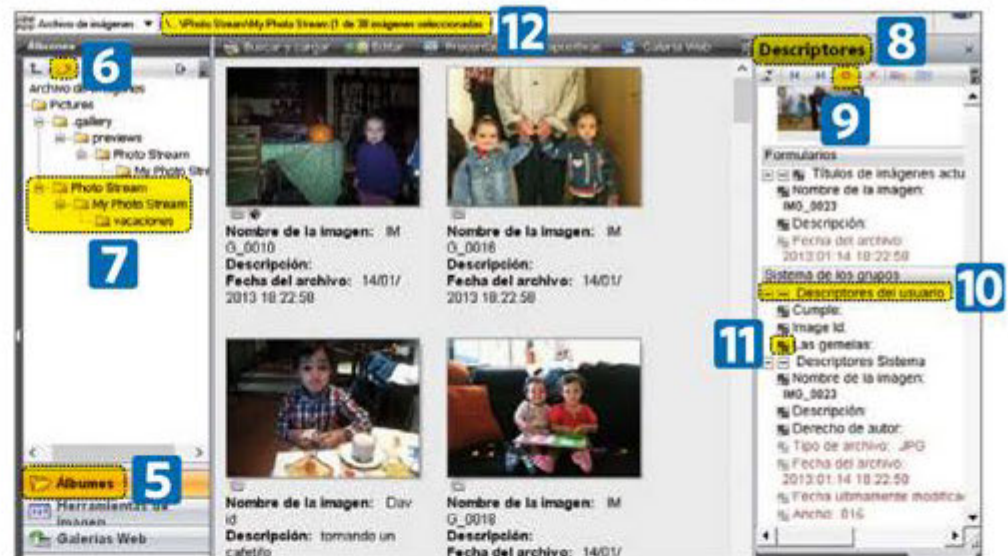 Archivo de imágenes
\...\Photo Stream\My Photo Stream (1 de 38 imágenes seleccionadas
12
Álbumes
Buscar y cargar
Editar
Galería Web
Descriptores
8
6
9
Archivo de imágenes
Pictures
.gallery
previews
Photo Stream
My Photo Stre
Photo Stream
My Photo Stream
vacaciones
7
Nombre de la imagen: IM
G_0010
Descripción:
Fecha del archivo: 14/01/
2013 18:22:58
Nombre de la imagen: IM
G_0016
Descripción:
Fecha del archivo: 14/01/
2013 18:22:58
Formularios
Títulos de imágenes actu
Nombre de la imagen:
IMG_0023
Descripción:
Fecha del archivo:
2013:01:14 18:22:58
Sistema de los grupos
Descriptores del usuario
10
Cumple:
Image Id:
11
Las gemelas:
Descriptores Sistema
Nombre de la imagen:
IMG_0023
Descripción:
Derecho de autor:
Tipo de archivo: JPG
Fecha del archivo:
2013:01:14 18:22:58
Fecha ultimamente modificac
Ancho: 816
Álbumes
5
Herramientas de
imagen
Galerías Web
Nombre de la imagen: Dav
id
Descripción: tomando un
cafetito
Nombre de la imagen: IM
G_0018
Descripción:
Fecha del archivo: 14/01/